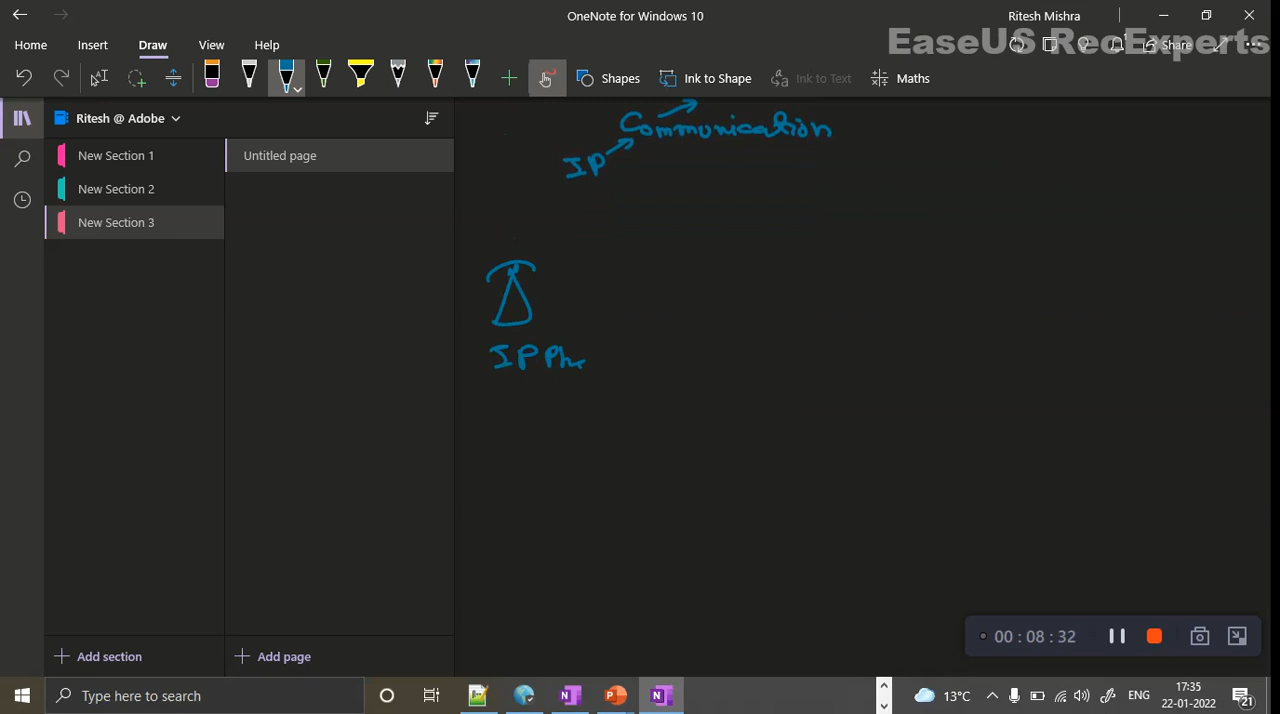 OneNote for Windows 10
Ritesh Mishra
EaseUS RecExperts
Home Insert Draw View Help
Share
Shapes Ink to Shape Ink to Text Maths
Ritesh @ Adobe
New Section 1
New Section 2
New Section 3
Untitled page
Communication
IP
IP
Add section
Add page
00:08:32
Type here to search
13°C
ENG
17:35
22-01-2022
21